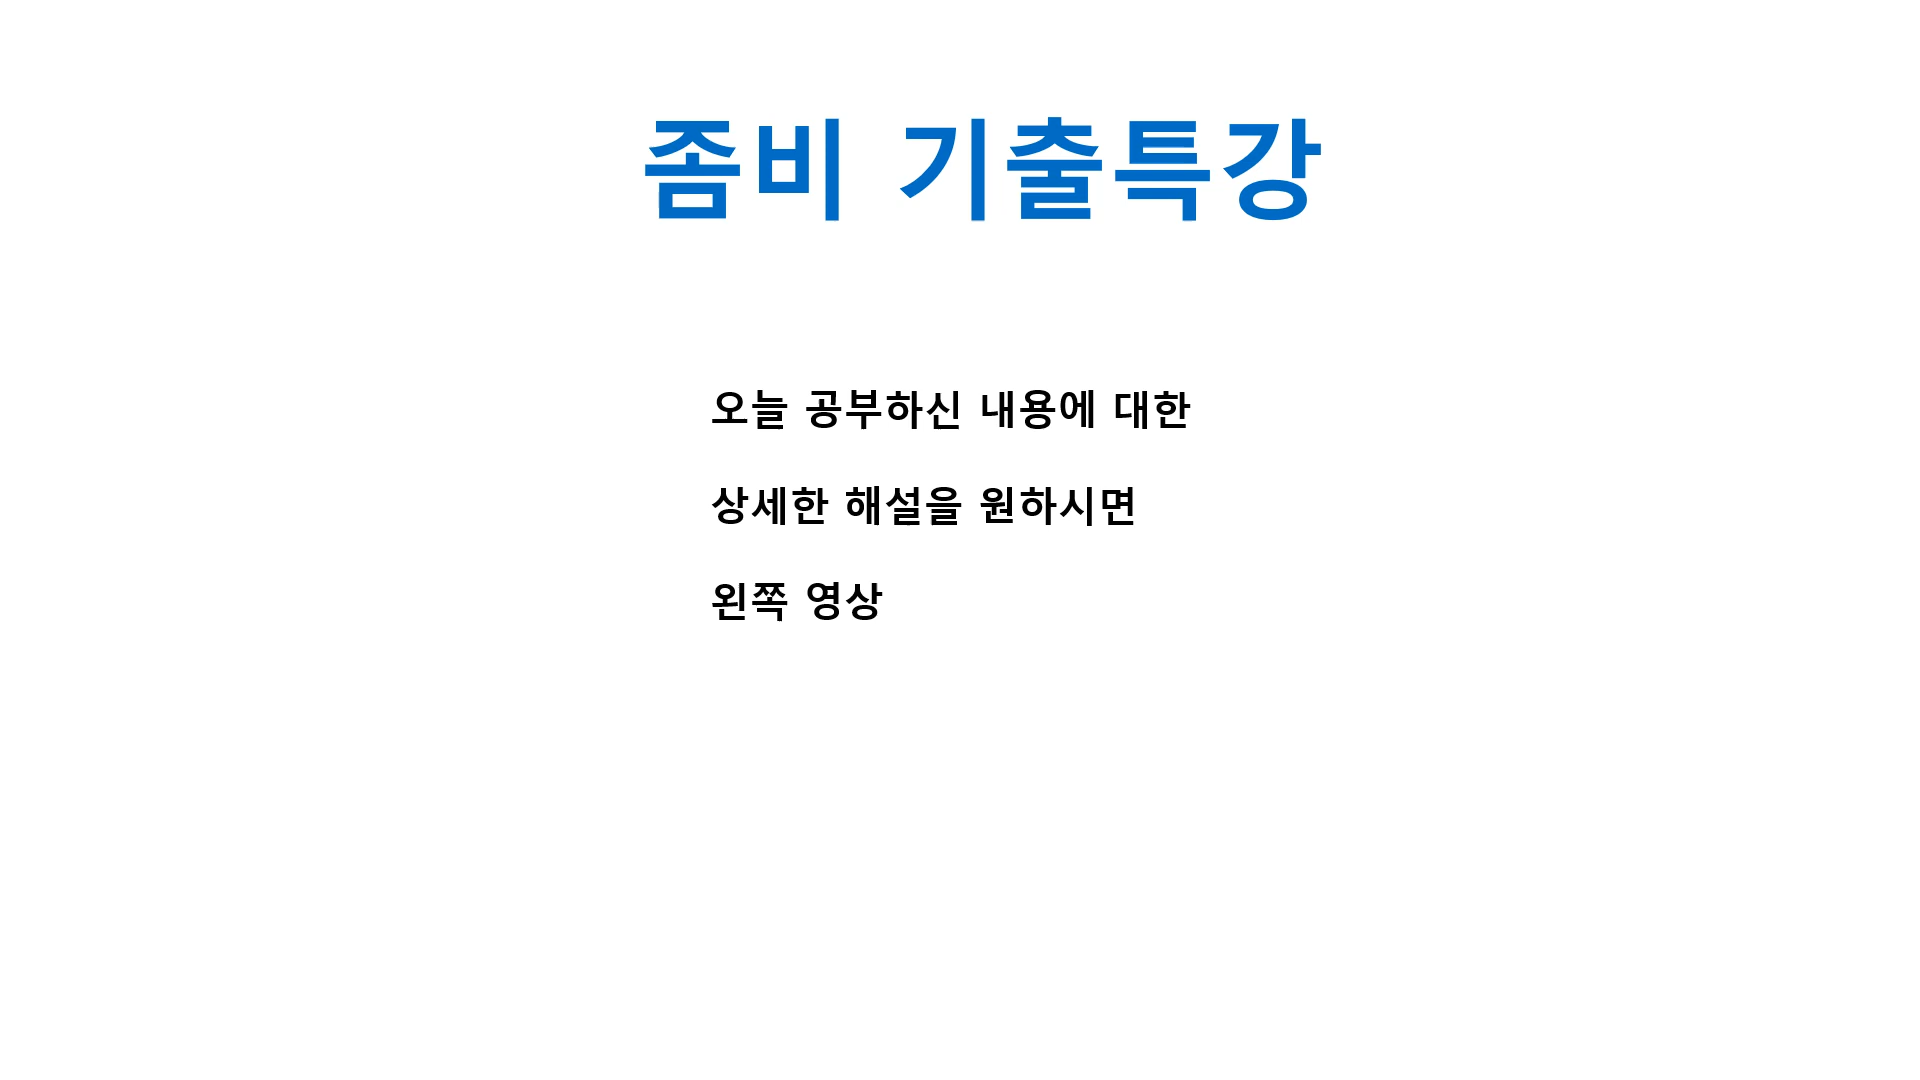 좀비 기출특강
오늘 공부하신 내용에 대한
상세한 해설을 원하시면
왼쪽 영상